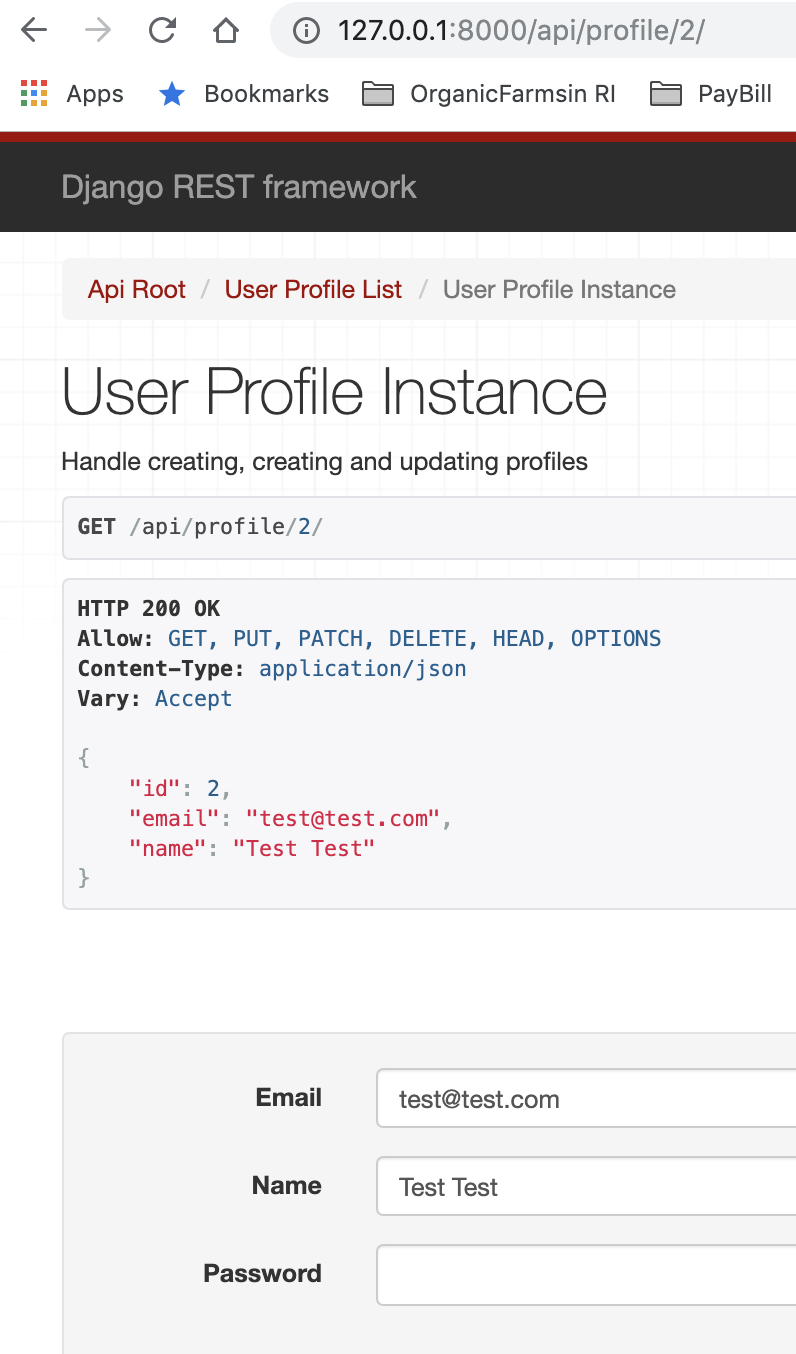 127.0.0.1:8000/api/profile/2/
Apps Bookmarks OrganicFarmsin RI PayBill
Django REST framework
Api Root / User Profile List / User Profile Instance
User Profile Instance
Handle creating, creating and updating profiles
GET /api/profile/2/
HTTP 200 OK
Allow: GET, PUT, PATCH, DELETE, HEAD, OPTIONS
Content-Type: application/json
Vary: Accept
{
"id": 2,
"email": "test@test.com",
"name": "Test Test"
}
Email test@test.com
Name Test Test
Password